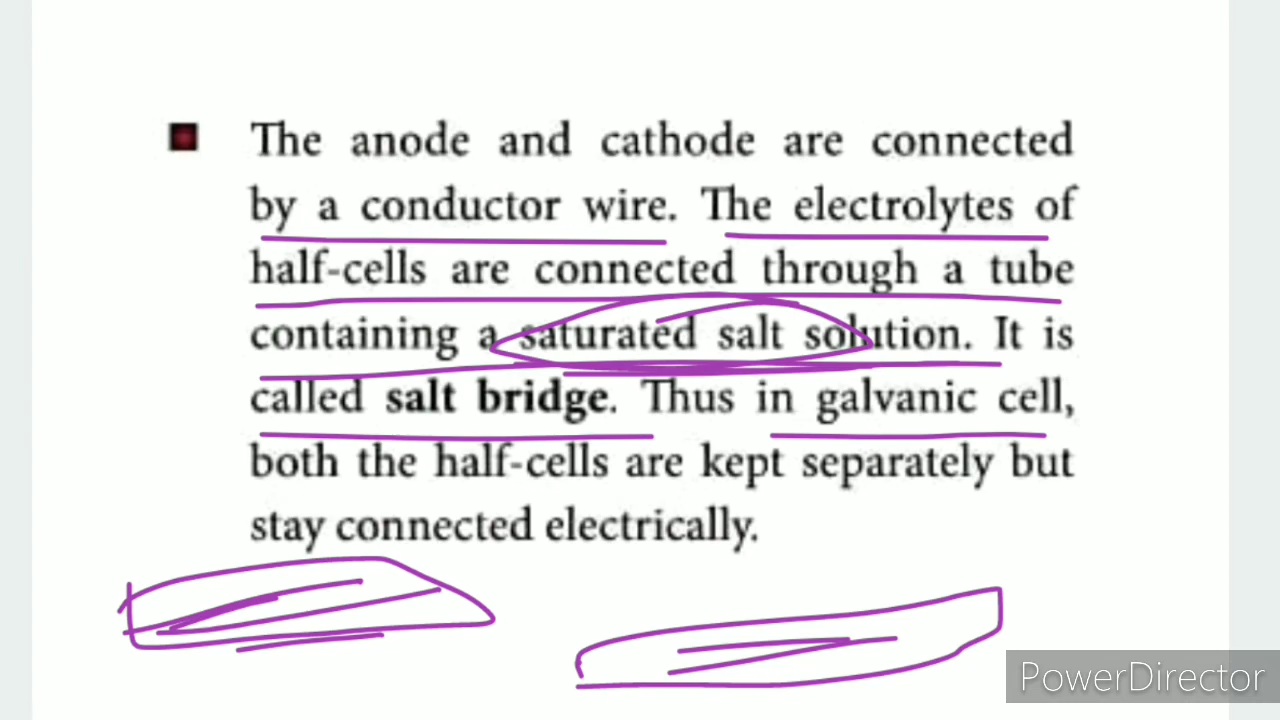 The anode and cathode are connected
by a conductor wire. The electrolytes of
half-cells are connected through a tube
containing a saturated salt solution. It is
called salt bridge. Thus in galvanic cell,
both the half-cells are kept separately but
stay connected electrically.
PowerDirector